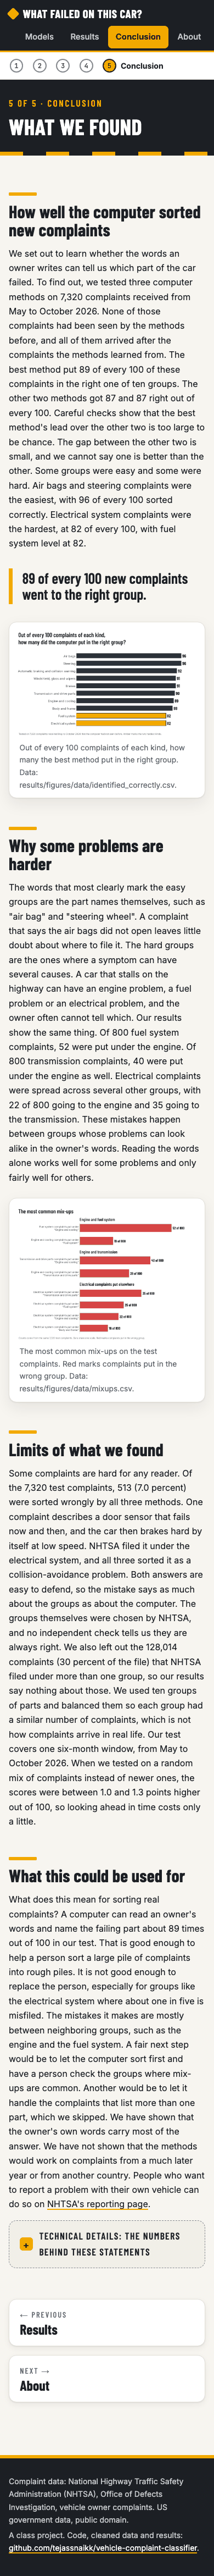 WHAT FAILED ON THIS CAR?
Models Results Conclusion About
1 2 3 4 5 Conclusion
5 OF 5 · CONCLUSION
WHAT WE FOUND
How well the computer sorted
new complaints
We set out to learn whether the words an
owner writes can tell us which part of the car
failed. To find out, we tested three computer
methods on 7,320 complaints received from
May to October 2026. None of those
complaints had been seen by the methods
before, and all of them arrived after the
complaints the methods learned from. The
best method put 89 of every 100 of these
complaints in the right one of ten groups. The
other two methods got 87 and 87 right out of
every 100. Careful checks show that the best
method's lead over the other two is too large to
be chance. The gap between the other two is
small, and we cannot say one is better than the
other. Some groups were easy and some were
hard. Air bags and steering complaints were
the easiest, with 96 of every 100 sorted
correctly. Electrical system complaints were
the hardest, at 82 of every 100, with fuel
system level at 82.
89 of every 100 new complaints
went to the right group.
Out of every 100 complaints of each kind,
how many did the computer put in the right group?
Out of every 100 complaints of each kind, how
many the best method put in the right group.
Data:
results/figures/data/identified_correctly.csv.
Why some problems are
harder
The words that most clearly mark the easy
groups are the part names themselves, such as
"air bag" and "steering wheel". A complaint
that says the air bags did not open leaves little
doubt about where to file it. The hard groups
are the ones where a symptom can have
several causes. A car that stalls on the
highway can have an engine problem, a fuel
problem or an electrical problem, and the
owner often cannot tell which. Our results
show the same thing. Of 800 fuel system
complaints, 52 were put under the engine. Of
800 transmission complaints, 40 were put
under the engine as well. Electrical complaints
were spread across several other groups, with
22 of 800 going to the engine and 35 going to
the transmission. These mistakes happen
between groups whose problems can look
alike in the owner's words. Reading the words
alone works well for some problems and only
fairly well for others.
The most common mix-ups
Engine and fuel system
Engine and transmission
Electrical complaints put elsewhere
The most common mix-ups on the test
complaints. Red marks complaints put in the
wrong group. Data:
results/figures/data/mixups.csv.
Limits of what we found
Some complaints are hard for any reader. Of
the 7,320 test complaints, 513 (7.0 percent)
were sorted wrongly by all three methods. One
complaint describes a door sensor that fails
now and then, and the car then brakes hard by
itself at low speed. NHTSA filed it under the
electrical system, and all three sorted it as a
collision-avoidance problem. Both answers are
easy to defend, so the mistake says as much
about the groups as about the computer. The
groups themselves were chosen by NHTSA,
and no independent check tells us they are
always right. We also left out the 128,014
complaints (30 percent of the file) that NHTSA
filed under more than one group, so our results
say nothing about those. We used ten groups
of parts and balanced them so each group had
a similar number of complaints, which is not
how complaints arrive in real life. Our test
covers one six-month window, from May to
October 2026. When we tested on a random
mix of complaints instead of newer ones, the
scores were between 1.0 and 1.3 points higher
out of 100, so looking ahead in time costs only
a little.
What this could be used for
What does this mean for sorting real
complaints? A computer can read an owner's
words and name the failing part about 89 times
out of 100 in our test. That is good enough to
help a person sort a large pile of complaints
into rough piles. It is not good enough to
replace the person, especially for groups like
the electrical system where about one in five is
misfiled. The mistakes it makes are mostly
between neighboring groups, such as the
engine and the fuel system. A fair next step
would be to let the computer sort first and
have a person check the groups where mix-
ups are common. Another would be to let it
handle the complaints that list more than one
part, which we skipped. We have shown that
the owner's own words carry most of the
answer. We have not shown that the methods
would work on complaints from a much later
year or from another country. People who want
to report a problem with their own vehicle can
do so on NHTSA's reporting page.
+ TECHNICAL DETAILS: THE NUMBERS
BEHIND THESE STATEMENTS
← PREVIOUS
Results
NEXT →
About
Complaint data: National Highway Traffic Safety
Administration (NHTSA), Office of Defects
Investigation, vehicle owner complaints. US
government data, public domain.
A class project. Code, cleaned data and results:
github.com/tejassnaikk/vehicle-complaint-classifier.